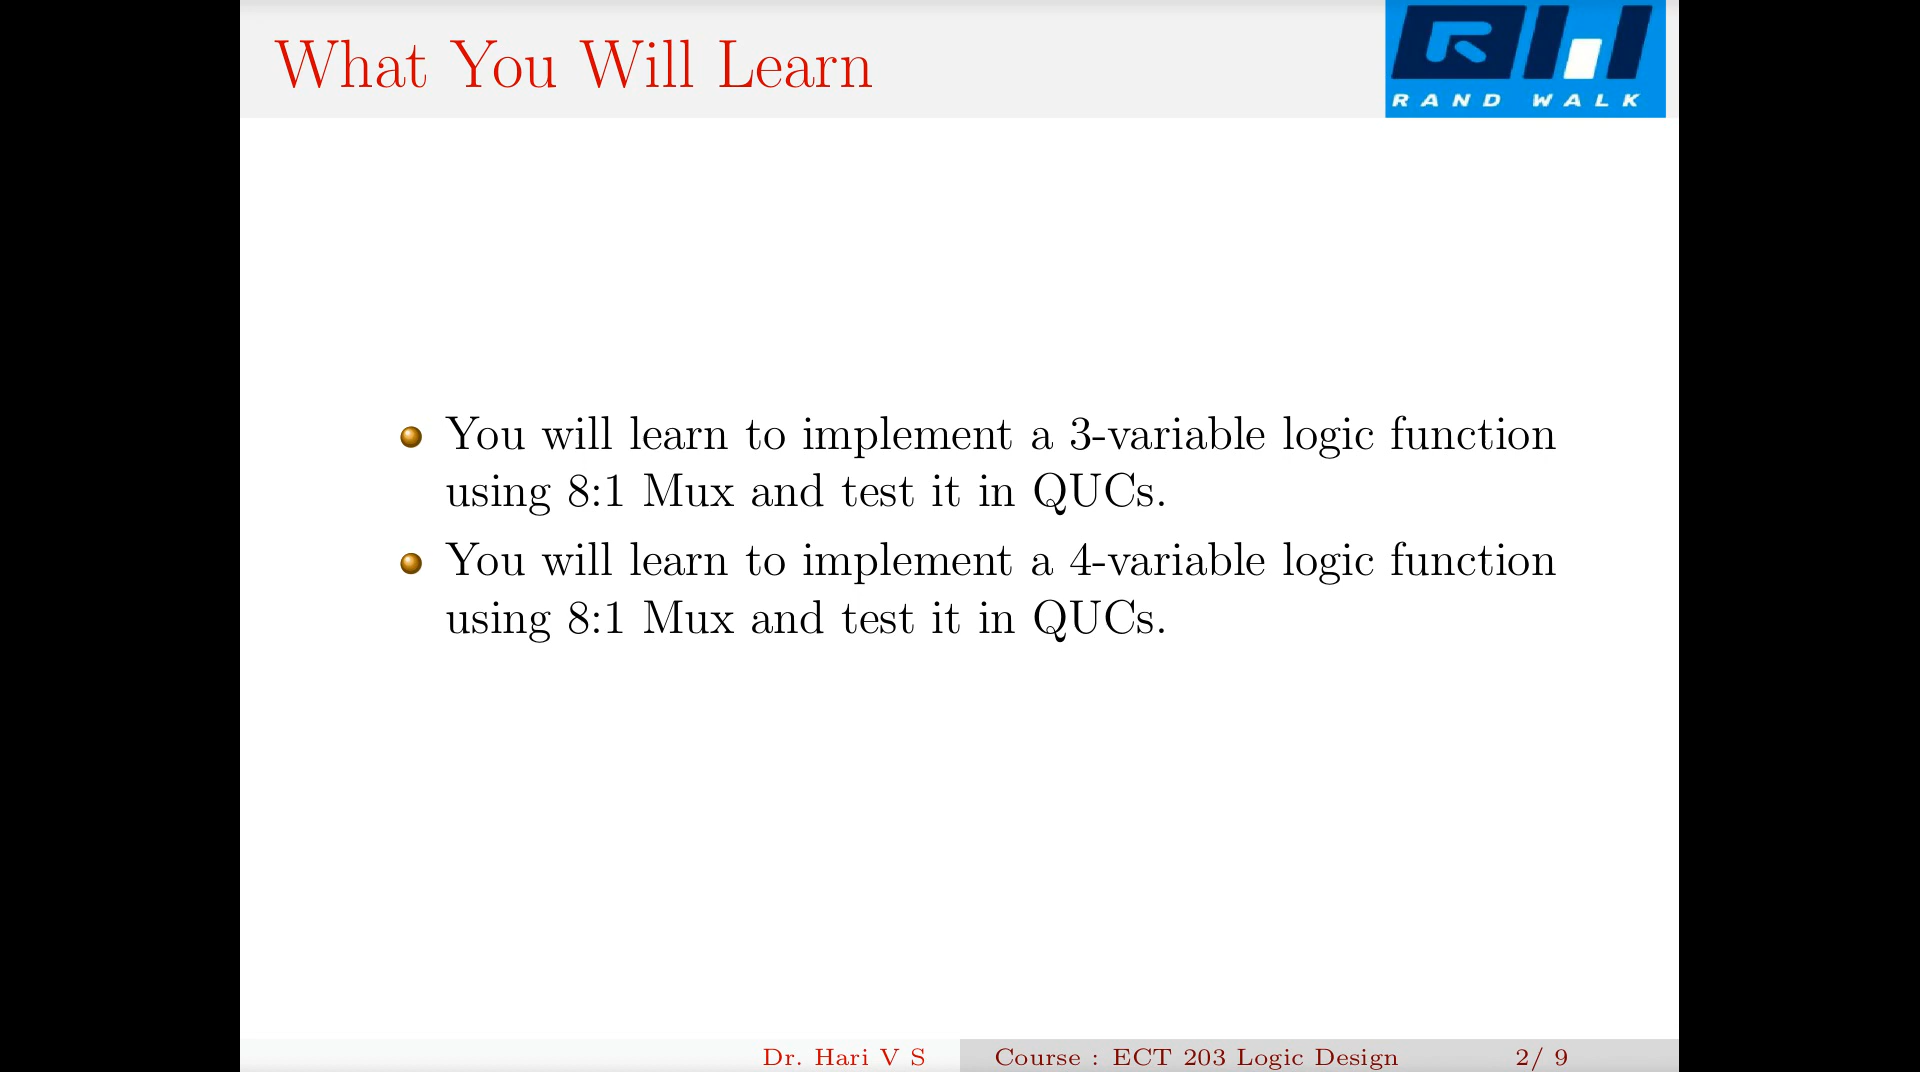 What You Will Learn
RAND WALK
You will learn to implement a 3-variable logic function
using 8:1 Mux and test it in QUCs.
You will learn to implement a 4-variable logic function
using 8:1 Mux and test it in QUCs.
Dr. Hari V S
Course : ECT 203 Logic Design
2/ 9